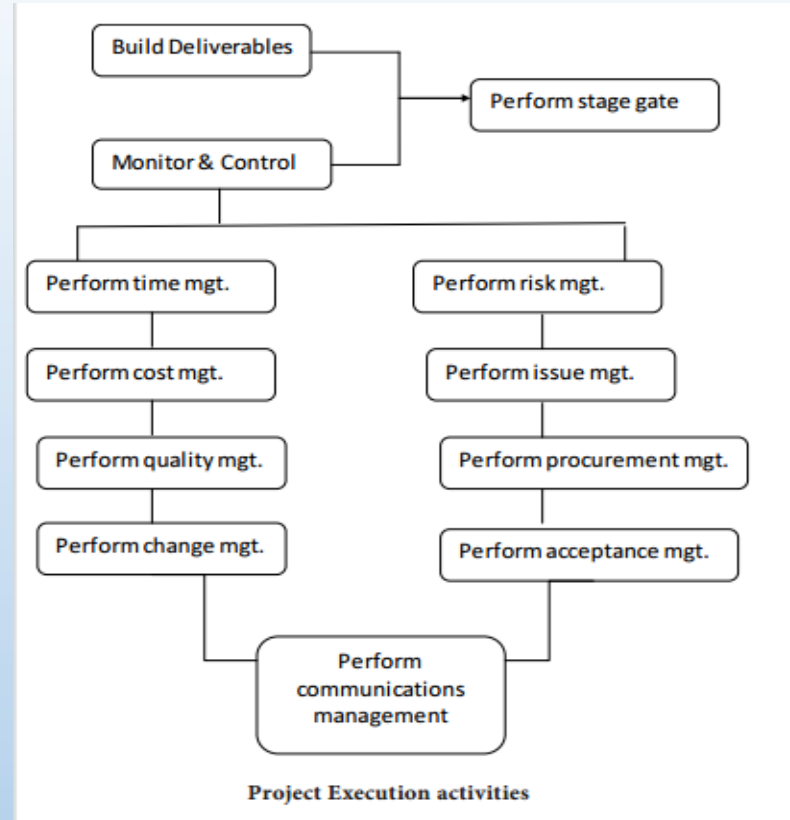 Build Deliverables
Perform stage gate
Monitor & Control
Perform time mgt.
Perform risk mgt.
Perform cost mgt.
Perform issue mgt.
Perform quality mgt.
Perform procurement mgt.
Perform change mgt.
Perform acceptance mgt.
Perform
communications
management
Project Execution activities